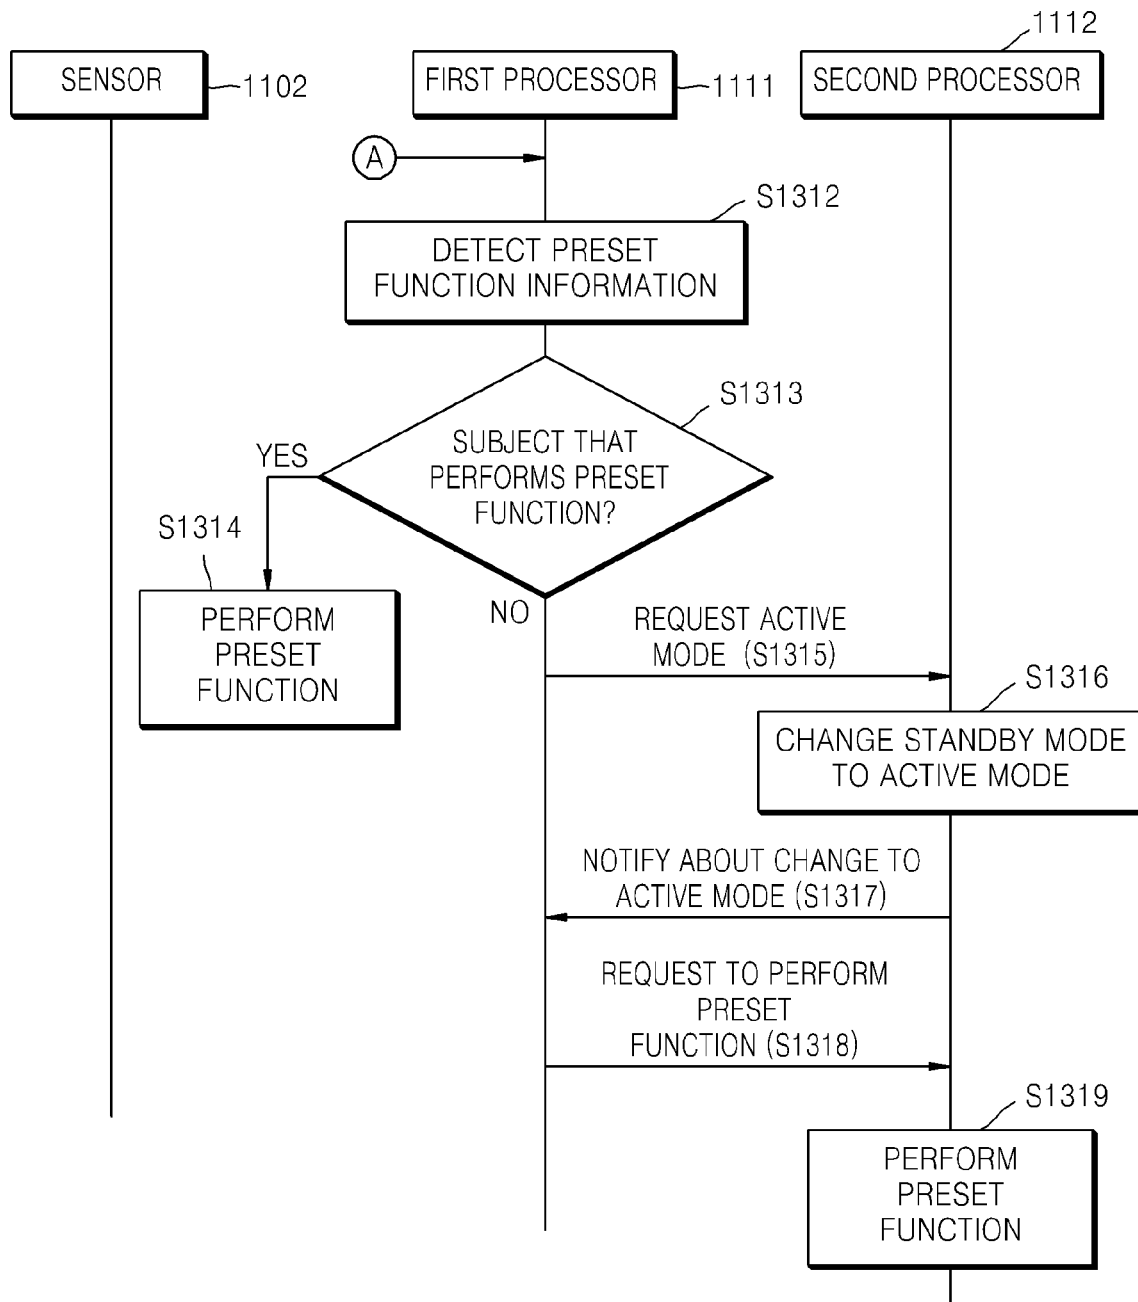 1112
SENSOR
1102
FIRST PROCESSOR
1111
SECOND PROCESSOR
A
S1312
DETECT PRESET
FUNCTION INFORMATION
S1313
SUBJECT THAT
PERFORMS PRESET
FUNCTION?
YES
S1314
PERFORM
PRESET
FUNCTION
NO
REQUEST ACTIVE
MODE (S1315)
S1316
CHANGE STANDBY MODE
TO ACTIVE MODE
NOTIFY ABOUT CHANGE TO
ACTIVE MODE (S1317)
REQUEST TO PERFORM
PRESET
FUNCTION (S1318)
S1319
PERFORM
PRESET
FUNCTION